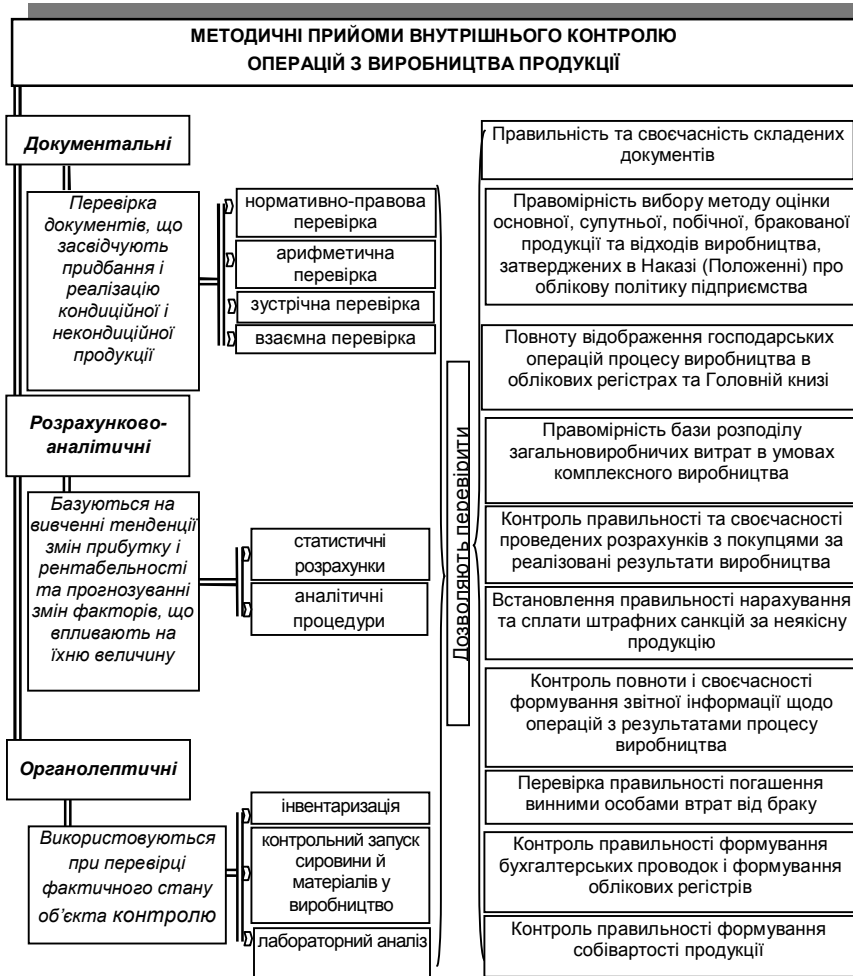 МЕТОДИЧНІ ПРИЙОМИ ВНУТРІШНЬОГО КОНТРОЛЮ
ОПЕРАЦІЙ З ВИРОБНИЦТВА ПРОДУКЦІЇ
Документальні
Перевірка
документів, що
засвідчують
придбання і
реалізацію
кондиційної і
некондиційної
продукції
нормативно-правова
перевірка
арифметична
перевірка
зустрічна перевірка
взаємна перевірка
Розрахунково-
аналітичні
Базуються на
вивченні тенденції
змін прибутку і
рентабельності
та прогнозуванні
змін факторів, що
впливають на
їхню величину
статистичні
розрахунки
аналітичні
процедури
Органолептичні
Використовуються
при перевірці
фактичного стану
об’єкта контролю
інвентаризація
контрольний запуск
сировини й
матеріалів у
виробництво
лабораторний аналіз
Дозволяють перевірити
Правильність та своєчасність складених
документів
Правомірність вибору методу оцінки
основної, супутньої, побічної, бракованої
продукції та відходів виробництва,
затверджених в Наказі (Положенні) про
облікову політику підприємства
Повноту відображення господарських
операцій процесу виробництва в
облікових регістрах та Головній книзі
Правомірність бази розподілу
загальновиробничих витрат в умовах
комплексного виробництва
Контроль правильності та своєчасності
проведених розрахунків з покупцями за
реалізовані результати виробництва
Встановлення правильності нарахування
та сплати штрафних санкцій за неякісну
продукцію
Контроль повноти і своєчасності
формування звітної інформації щодо
операцій з результатами процесу
виробництва
Перевірка правильності погашення
винними особами втрат від браку
Контроль правильності формування
бухгалтерських проводок і формування
облікових регістрів
Контроль правильності формування
собівартості продукції